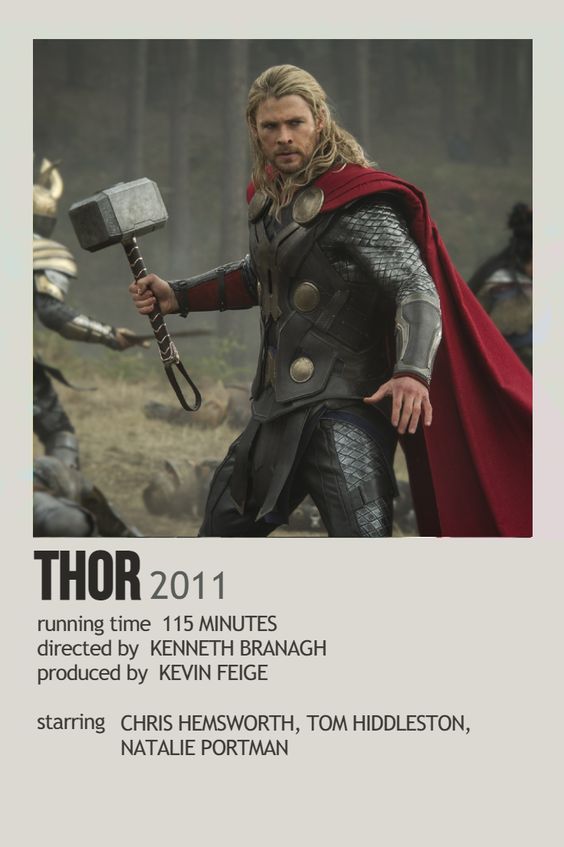 THOR 2011
running time 115 MINUTES
directed by KENNETH BRANAGH
produced by KEVIN FEIGE
starring CHRIS HEMSWORTH, TOM HIDDLESTON,
NATALIE PORTMAN